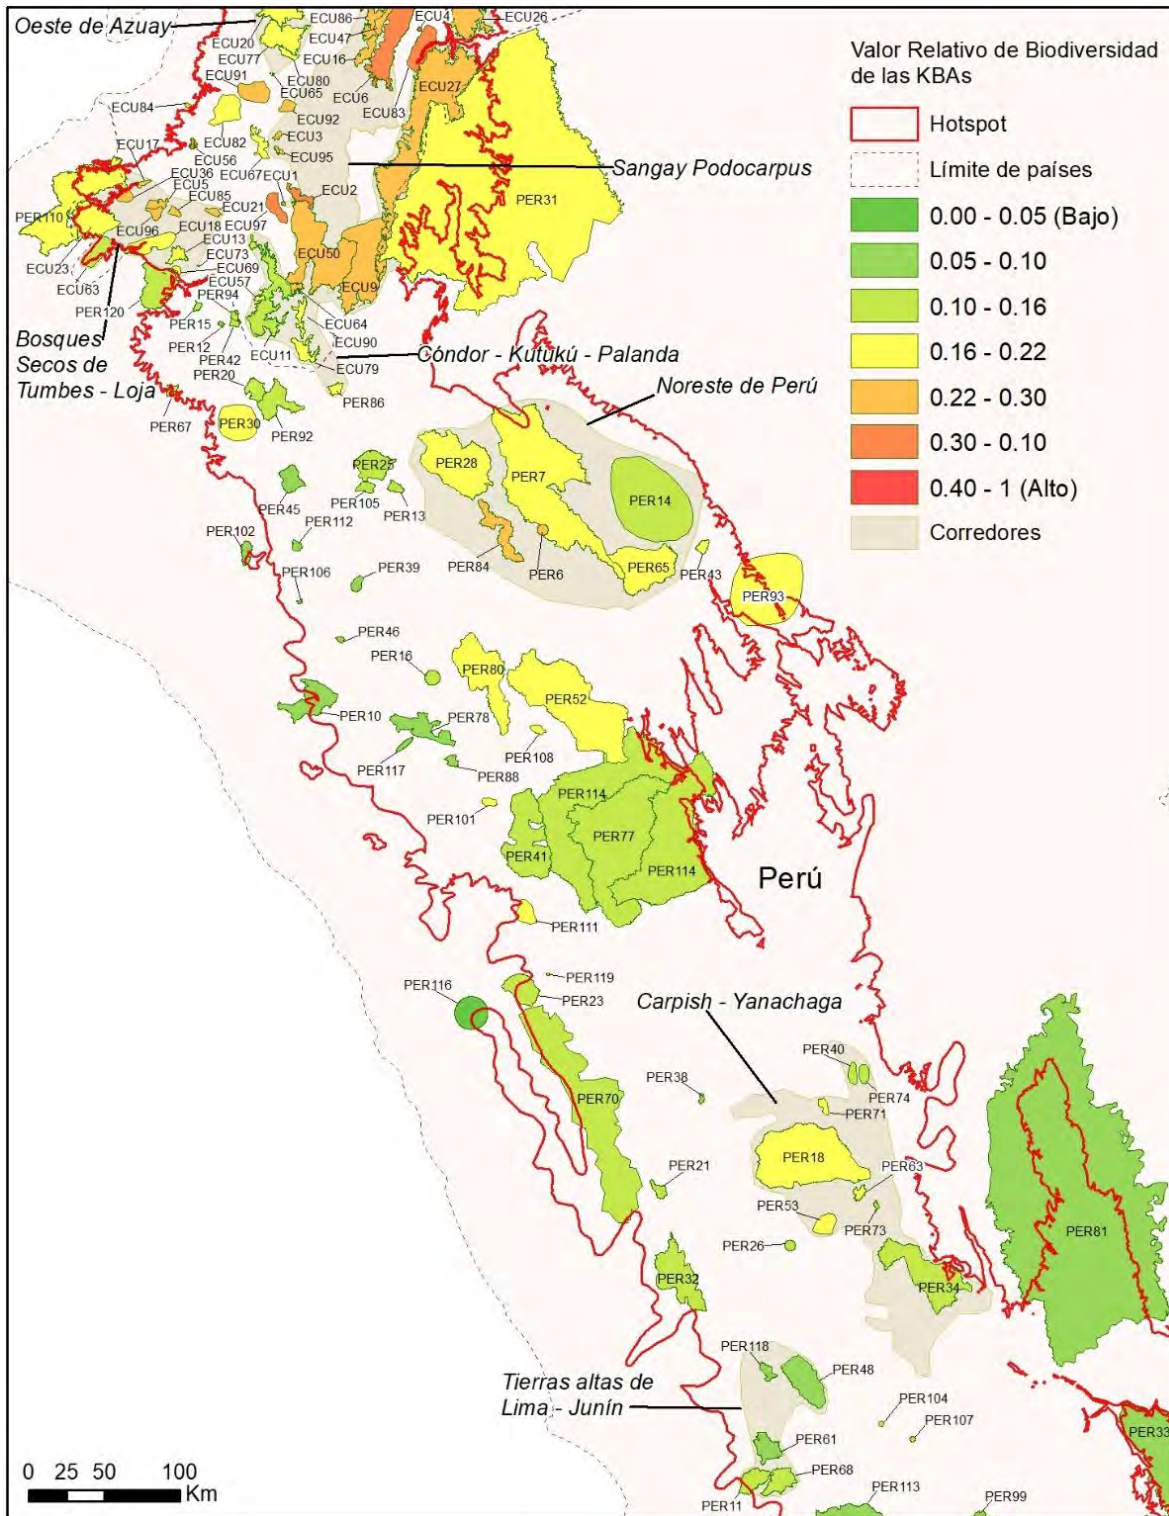 Oeste de Azuay
ECU86
ECU4
ECU26
ECU20
ECU47
ECU77
ECU16
ECU91
ECU80
ECU65
ECU6
ECU27
ECU84
ECU92
ECU83
ECU82
ECU3
ECU17
ECU56
ECU95
ECU36
ECU67
ECU1
Sangay Podocarpus
ECU5
ECU2
ECU85
PER31
PER110
ECU21
ECU18
ECU97
ECU96
ECU13
ECU50
ECU23
ECU73
ECU69
ECU63
ECU57
ECU9
PER120
PER94
ECU64
PER15
PER12
ECU90
Bosques
Secos de
Tumbes - Loja
PER42
ECU11
Cóndor - Kutukú - Palanda
ECU79
PER20
Noreste de Perú
PER86
PER67
PER30
PER92
PER25
PER28
PER7
PER14
PER105
PER45
PER13
PER112
PER102
PER84
PER6
PER65
PER43
PER39
PER93
PER106
PER46
PER16
PER80
PER52
PER10
PER78
PER108
PER117
PER88
PER114
PER101
PER77
PER41
PER114
Perú
PER111
PER119
PER116
PER23
Carpish - Yanachaga
PER40
PER38
PER70
PER74
PER71
PER18
PER21
PER63
PER53
PER73
PER26
PER81
PER32
PER34
PER118
PER48
Tierras altas de
Lima - Junín
PER104
PER107
PER33
PER61
PER68
PER11
PER113
PER99
Valor Relativo de Biodiversidad
de las KBAs
Hotspot
Límite de países
0.00 - 0.05 (Bajo)
0.05 - 0.10
0.10 - 0.16
0.16 - 0.22
0.22 - 0.30
0.30 - 0.10
0.40 - 1 (Alto)
Corredores
0 25 50 100
Km